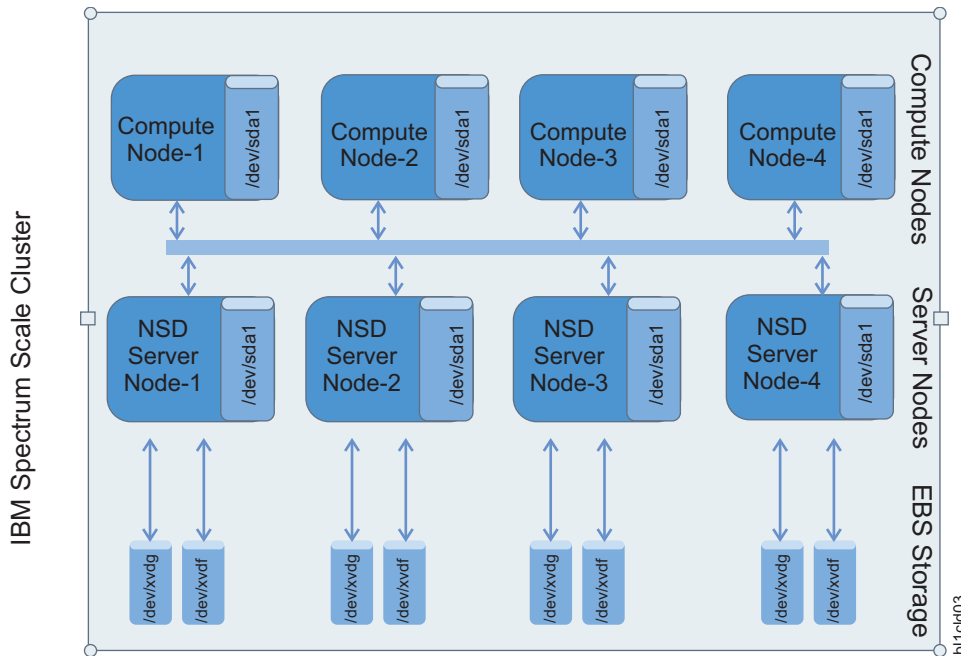 IBM Spectrum Scale Cluster
Compute
Node-1
/dev/sda1
Compute
Node-2
/dev/sda1
Compute
Node-3
/dev/sda1
Compute
Node-4
/dev/sda1
Compute Nodes
NSD
Server
Node-1
/dev/sda1
NSD
Server
Node-2
/dev/sda1
NSD
Server
Node-3
/dev/sda1
NSD
Server
Node-4
/dev/sda1
Server Nodes
/dev/xvdg
/dev/xvdf
/dev/xvdg
/dev/xvdf
/dev/xvdg
/dev/xvdf
/dev/xvdg
/dev/xvdf
EBS Storage
bl1cld03